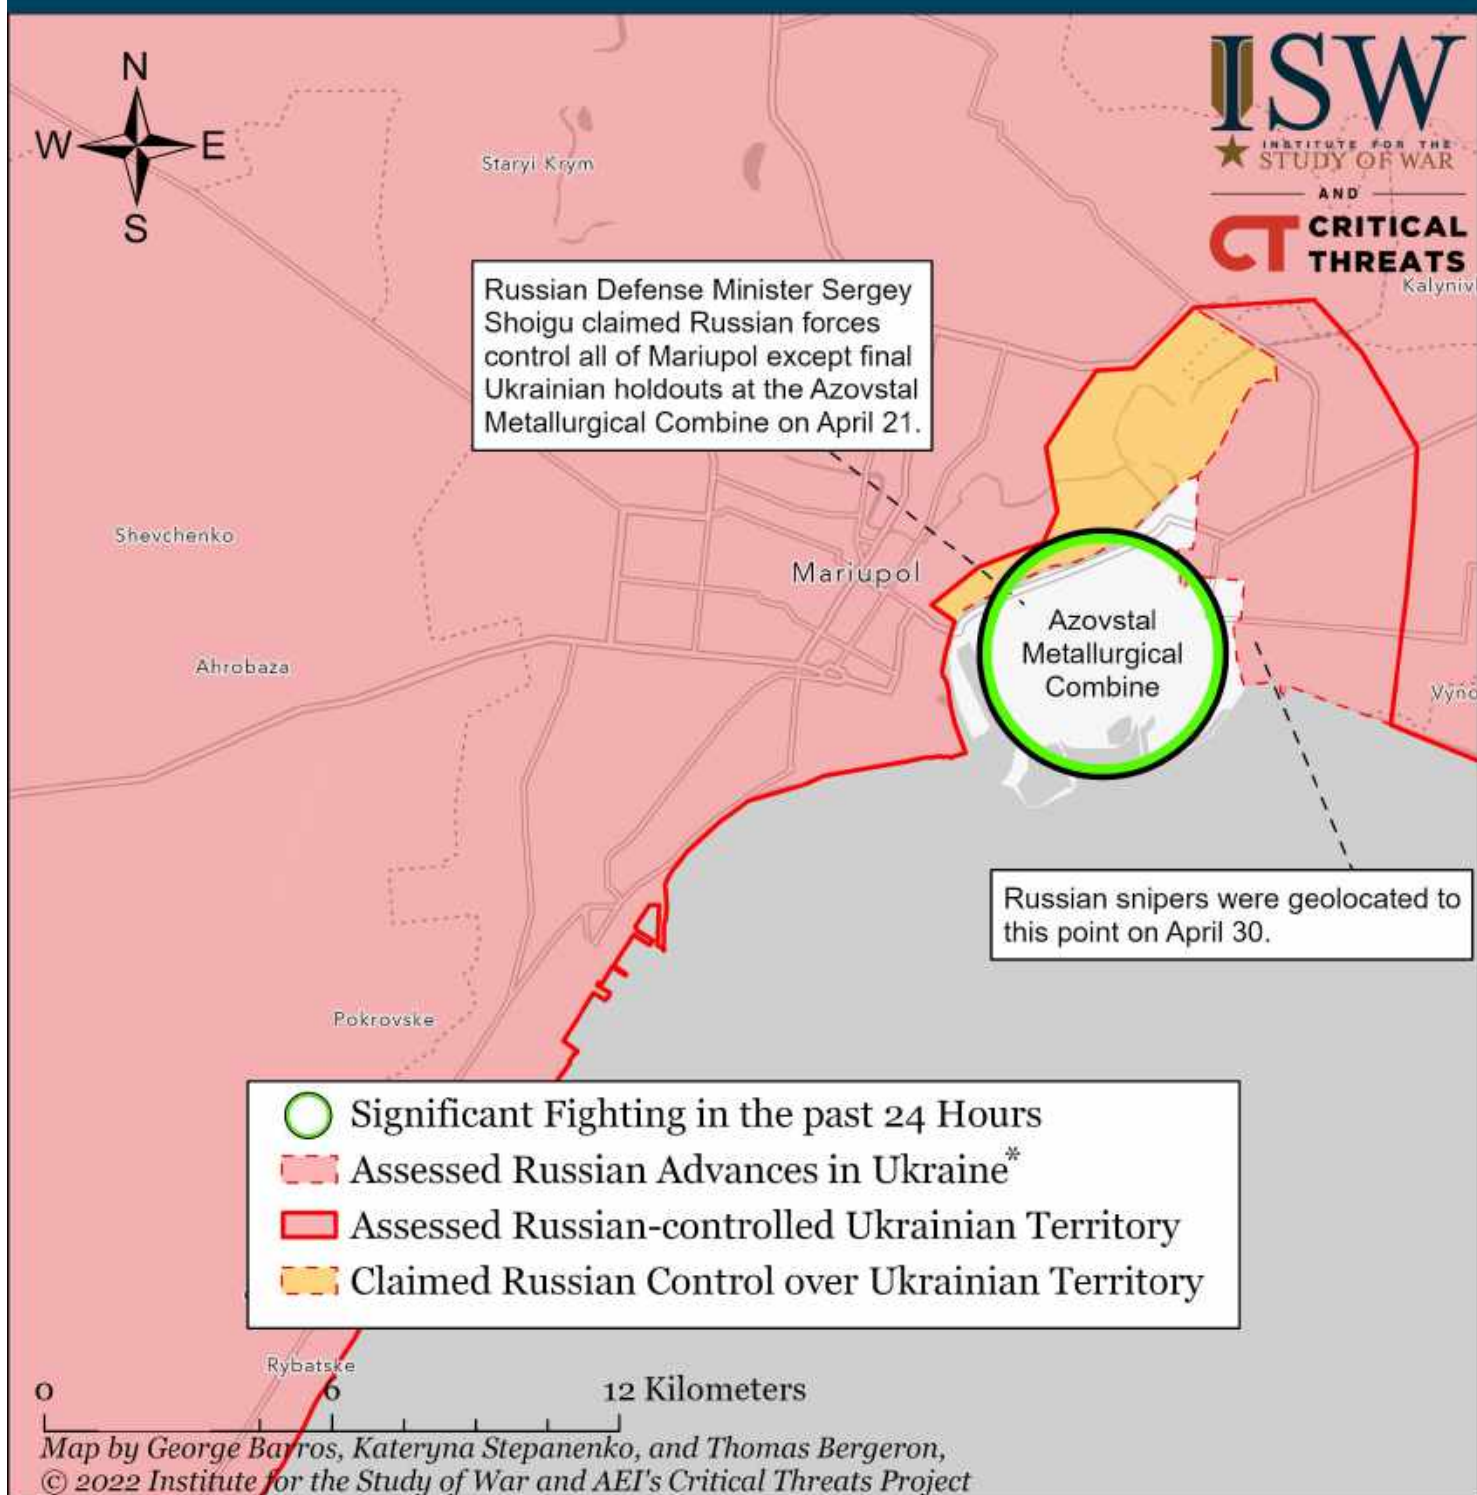 N
W E
S
ISW
INSTITUTE FOR THE
STUDY OF WAR
AND
CT CRITICAL
THREATS
Staryi Krym
Russian Defense Minister Sergey
Shoigu claimed Russian forces
control all of Mariupol except final
Ukrainian holdouts at the Azovstal
Metallurgical Combine on April 21.
Shevchenko
Mariupol
Azovstal
Metallurgical
Combine
Ahrobaza
Russian snipers were geolocated to
this point on April 30.
Pokrovske
Significant Fighting in the past 24 Hours
Assessed Russian Advances in Ukraine*
Assessed Russian-controlled Ukrainian Territory
Claimed Russian Control over Ukrainian Territory
Rybatske
0 6 12 Kilometers
Map by George Barros, Kateryna Stepanenko, and Thomas Bergeron,
© 2022 Institute for the Study of War and AEI's Critical Threats Project